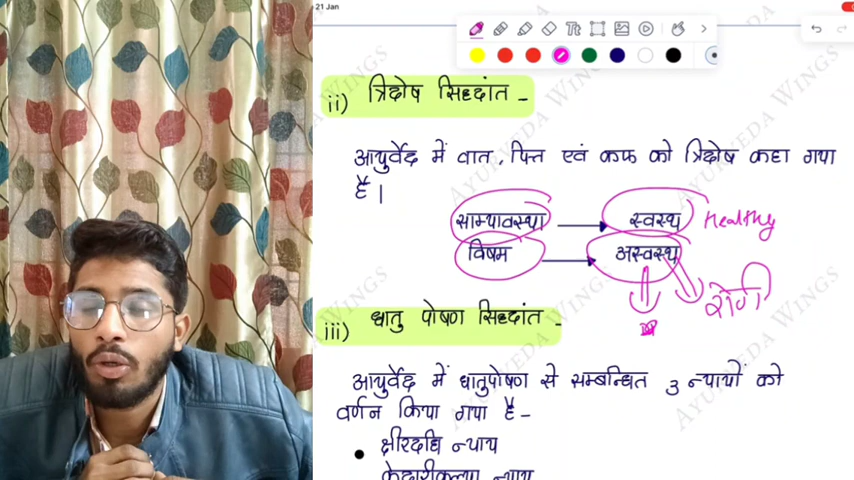 21 Jan
ii) त्रिदोष सिद्दांत -
आयुर्वेद में वात, पित्त एवं कफ को त्रिदोष कहा गया
है।
साम्यावस्था → स्वस्थ Healthy
विषम → अस्वस्थ
रोगी
iii) धातु पोषण सिद्दांत -
आयुर्वेद में धातुपोषण से सम्बन्धित 3 न्यायों को
वर्णन किया गया है -
• क्षीरदधि न्याय
केदारीकुल्या न्याय
AYURVEDA WINGS